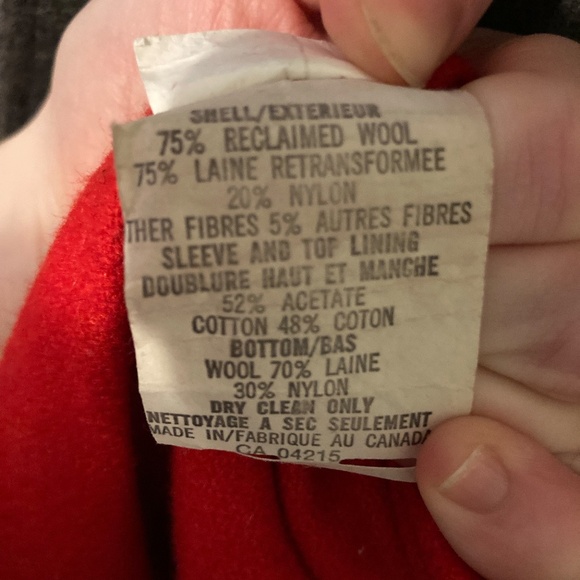 SHELL/EXTERIEUR
75% RECLAIMED WOOL
75% LAINE RETRANSFORMEE
20% NYLON
THER FIBRES 5% AUTRES FIBRES
SLEEVE AND TOP LINING
DOUBLURE HAUT ET MANCHE
52% ACETATE
COTTON 48% COTON
BOTTOM/BAS
WOOL 70% LAINE
30% NYLON
DRY CLEAN ONLY
NETTOYAGE A SEC SEULEMENT
MADE IN/FABRIQUE AU CANADA
CA 04215